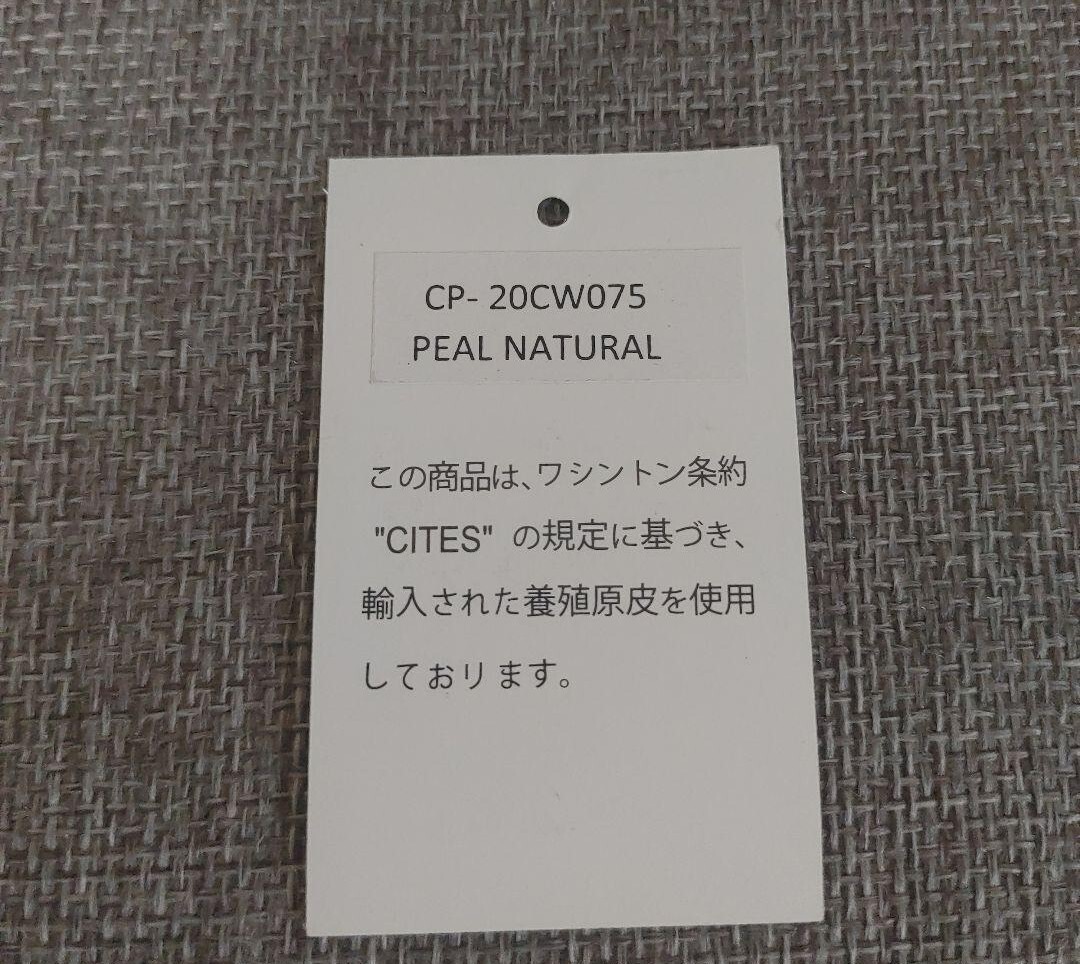 CP- 20CW075
PEAL NATURAL
この商品は、ワシントン条約
"CITES" の規定に基づき、
輸入された養殖原皮を使用
しております。